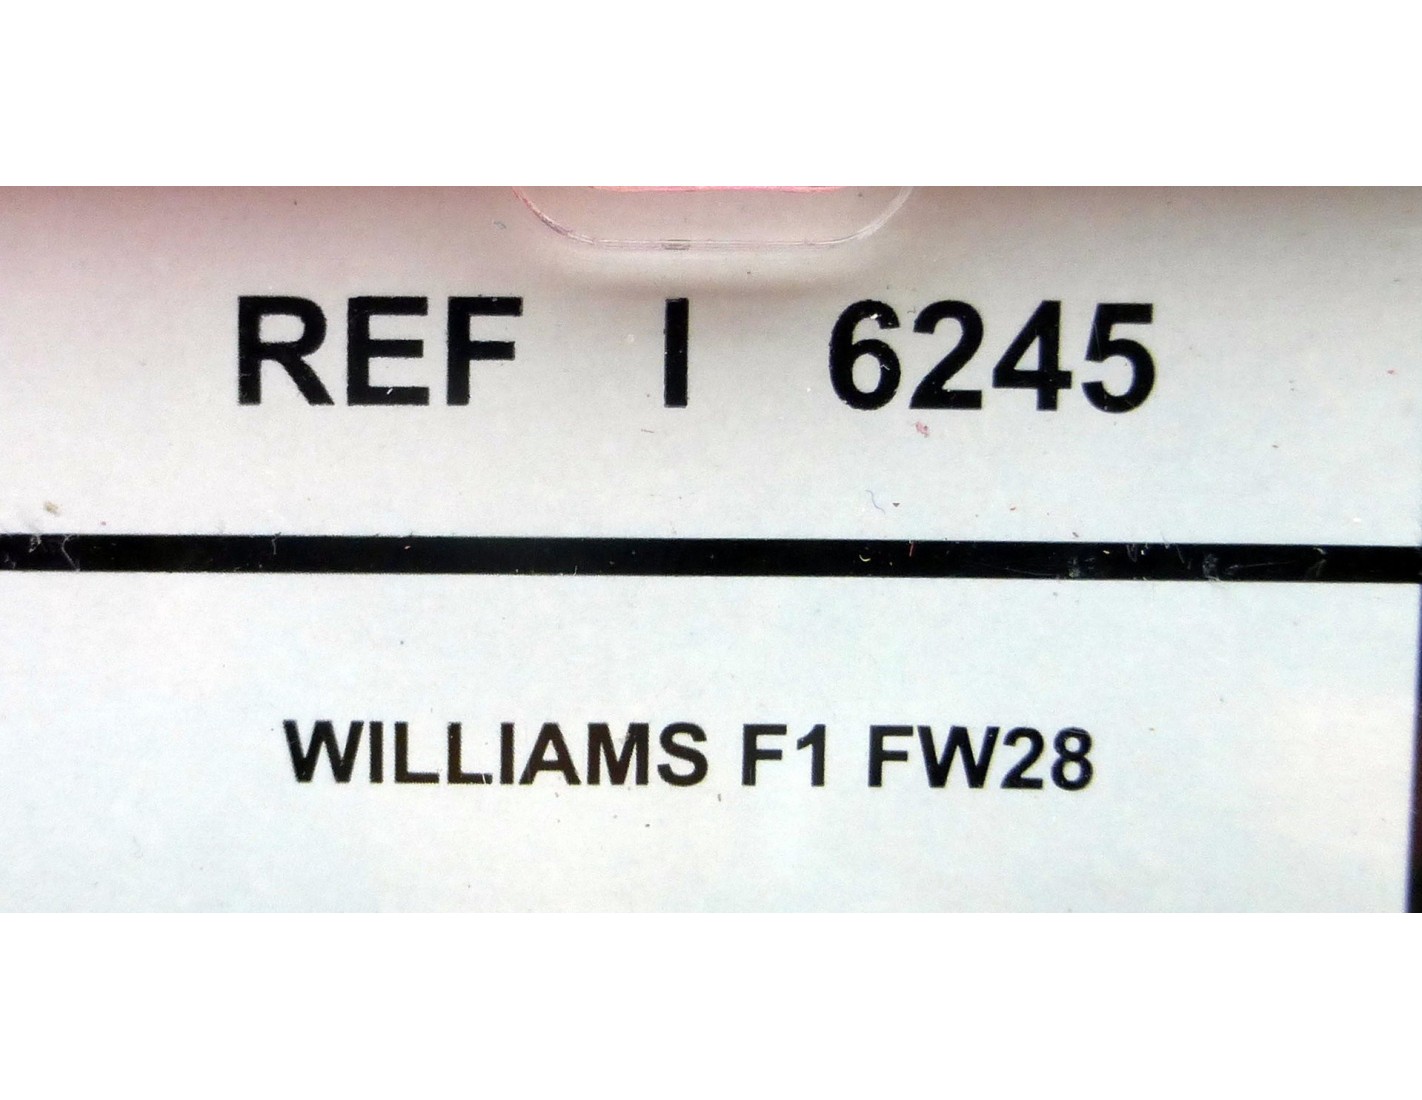 REF I 6245
WILLIAMS F1 FW28